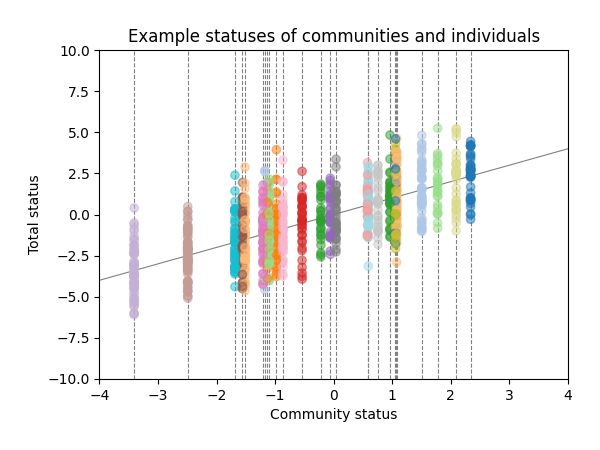 Example statuses of communities and individuals
10.0
7.5
5.0
2.5
0.0
−2.5
−5.0
−7.5
−10.0
Total status
−4 −3 −2 −1 0 1 2 3 4
Community status